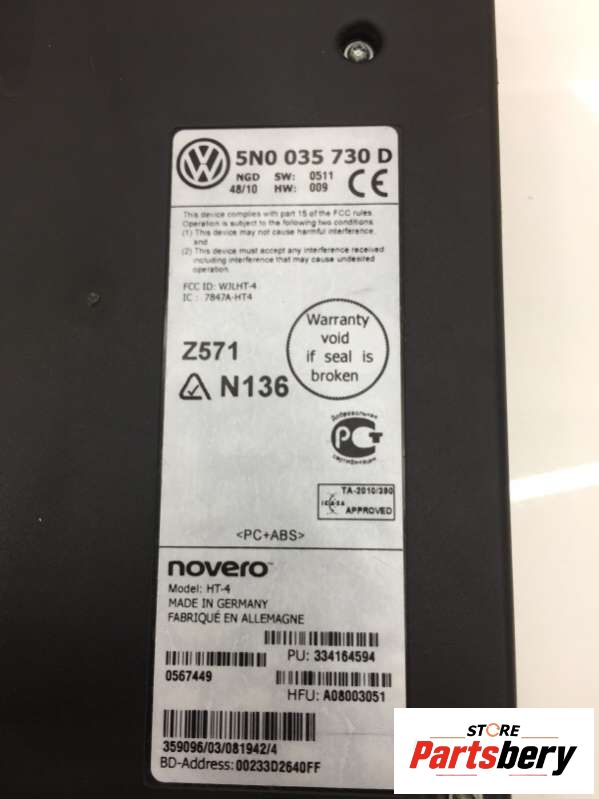 5N0 035 730 D
NGD SW: 0511
48/10 HW: 009
CE
This device complies with part 15 of the FCC rules.
Operation is subject to the following two conditions:
(1) This device may not cause harmful interference,
and
(2) This device must accept any interference received
including interference that may cause undesired
operation.
FCC ID: WJLHT-4
IC : 7847A-HT4
Warranty
void
if seal is
broken
Z571
N136
Добровольная
РСТ
сертификация
TA-2010/390
ICASA
APPROVED
<PC+ABS>
novero
Model: HT-4
MADE IN GERMANY
FABRIQUÉ EN ALLEMAGNE
PU: 334164594
0567449
HFU: A08003051
359096/03/081942/4
BD-Address: 00233D2640FF
STORE
Partsbery